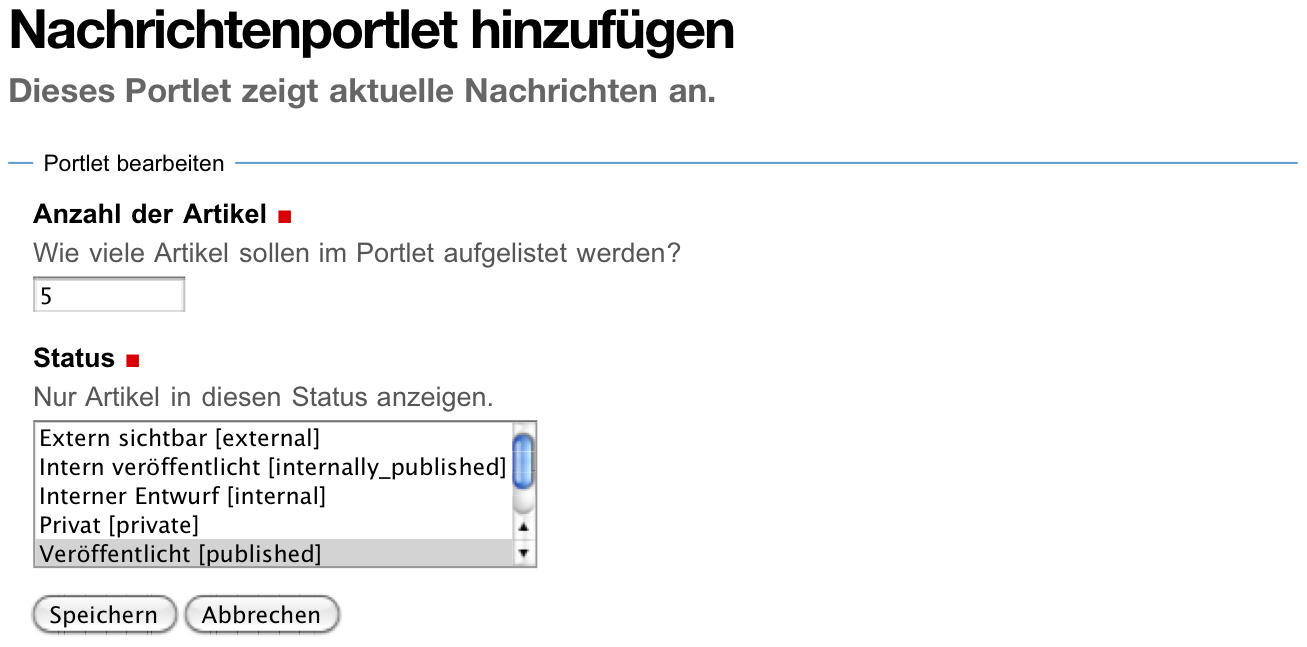 Nachrichtenportlet hinzufügen
Dieses Portlet zeigt aktuelle Nachrichten an.
Portlet bearbeiten
Anzahl der Artikel
Wie viele Artikel sollen im Portlet aufgelistet werden?
5
Status
Nur Artikel in diesen Status anzeigen.
Extern sichtbar [external]
Intern veröffentlicht [internally_published]
Interner Entwurf [internal]
Privat [private]
Veröffentlicht [published]
Speichern Abbrechen